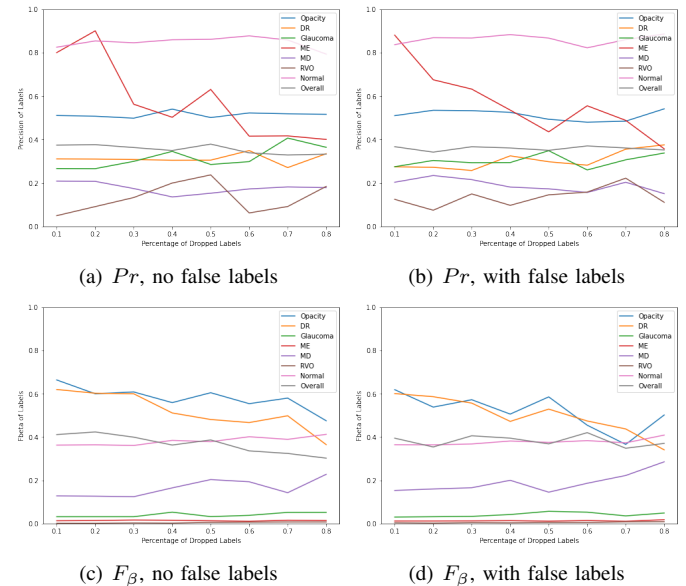 1.0
0.8
0.6
0.4
0.2
0.0
Precision of Labels
0.1 0.2 0.3 0.4 0.5 0.6 0.7 0.8
Percentage of Dropped Labels
Opacity
DR
Glaucoma
ME
MD
RVO
Normal
Overall
(a) Pr, no false labels
1.0
0.8
0.6
0.4
0.2
0.0
Precision of Labels
0.1 0.2 0.3 0.4 0.5 0.6 0.7 0.8
Percentage of Dropped Labels
Opacity
DR
Glaucoma
ME
MD
RVO
Normal
Overall
(b) Pr, with false labels
1.0
0.8
0.6
0.4
0.2
0.0
Fbeta of Labels
0.1 0.2 0.3 0.4 0.5 0.6 0.7 0.8
Percentage of Dropped Labels
Opacity
DR
Glaucoma
ME
MD
RVO
Normal
Overall
(c) Fβ, no false labels
1.0
0.8
0.6
0.4
0.2
0.0
Fbeta of Labels
0.1 0.2 0.3 0.4 0.5 0.6 0.7 0.8
Percentage of Dropped Labels
Opacity
DR
Glaucoma
ME
MD
RVO
Normal
Overall
(d) Fβ, with false labels